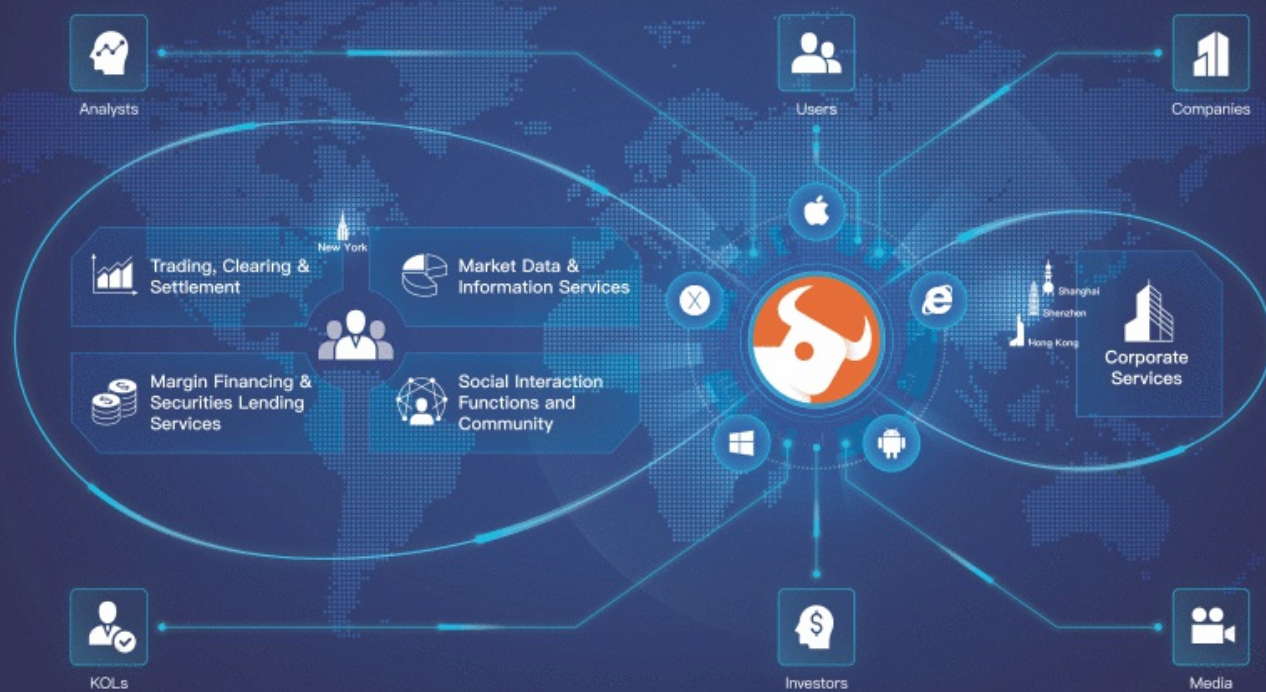 Analysts
Users
Companies
New York
Trading, Clearing &
Settlement
Market Data &
Information Services
Margin Financing &
Securities Lending
Services
Social Interaction
Functions and
Community
X
Shanghai
Shenzhen
Hong Kong
Corporate
Services
KOLs
Investors
Media